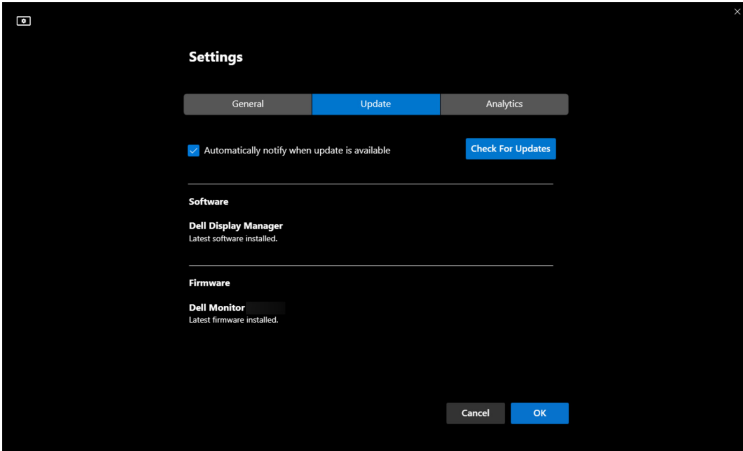 Settings
General
Update
Analytics
Automatically notify when update is available
Check For Updates
Software
Dell Display Manager
Latest software installed.
Firmware
Dell Monitor
Latest firmware installed.
Cancel
OK